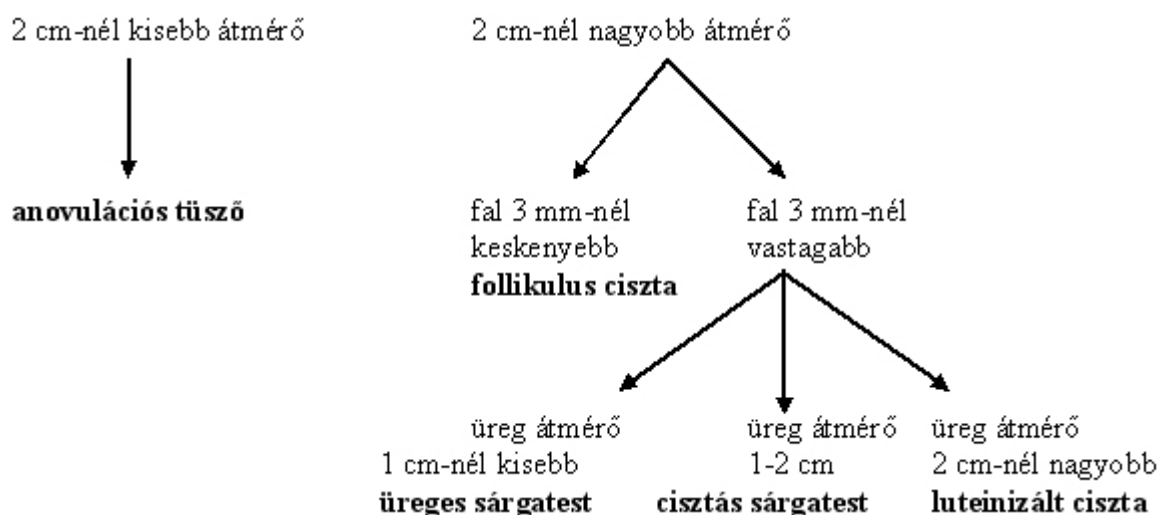 2 cm-nél kisebb átmérő
2 cm-nél nagyobb átmérő
anovulációs tüsző
fal 3 mm-nél
keskenyebb
follikulus ciszta
fal 3 mm-nél
vastagabb
üreg átmérő
1 cm-nél kisebb
üreges sárgatest
üreg átmérő
1-2 cm
cisztás sárgatest
üreg átmérő
2 cm-nél nagyobb
luteinizált ciszta